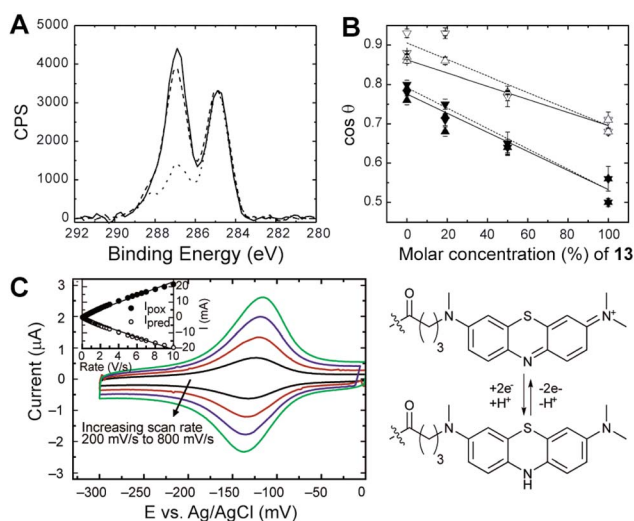 A
5000
4000
3000
2000
1000
0
CPS
292
290
288
286
284
282
280
Binding Energy (eV)
B
0.9
0.8
0.7
0.6
0.5
cos θ
0
20
40
60
80
100
Molar concentration (%) of 13
C
3
2
1
0
−1
−2
−3
Current (μA)
Ipox
Ipred
20
10
0
-10
-20
I (mA)
0 2 4 6 8 10
Rate (V/s)
Increasing scan rate
200 mV/s to 800 mV/s
−300
−250
−200
−150
−100
−50
0
E vs. Ag/AgCl (mV)
O
N
S
N+
N
3
+2e-
-2e-
+H+
-H+
O
N
S
N
3
N
H